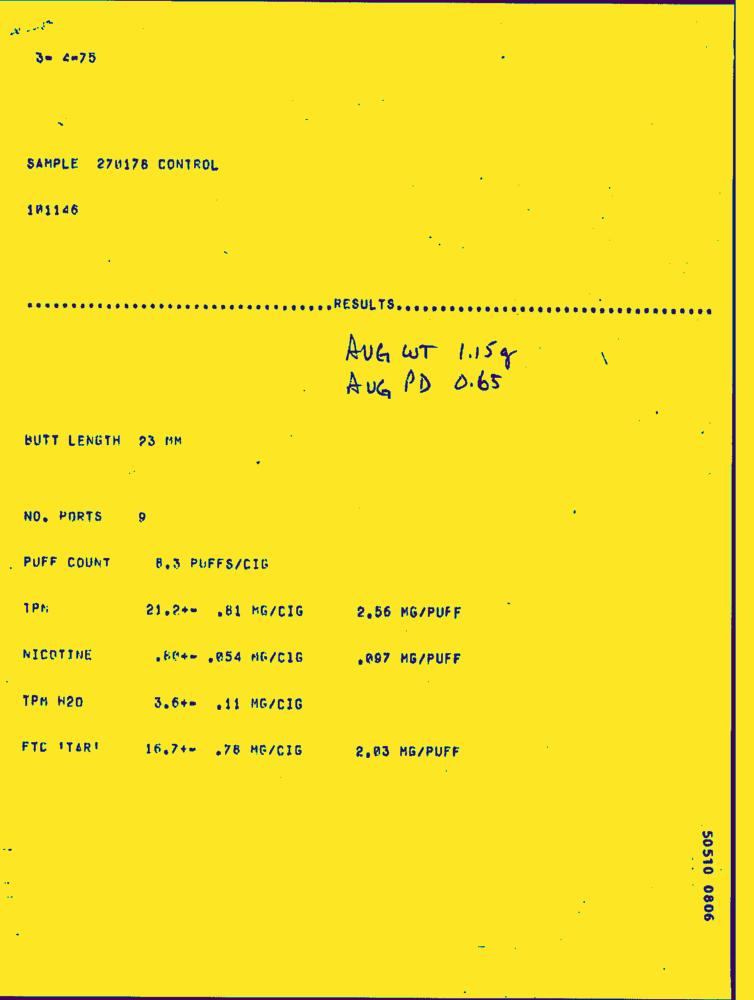 3- 4-75
SAMPLE 270178 CONTROL
101146
..................................RESULTS...................................
AVG WT 1.15g
AVG PD 0.65
BUTT LENGTH 23 MM
NO. PORTS 9
PUFF COUNT 8.3 PUFFS/CIG
TPM 21.2+- .81 MG/CIG 2.56 MG/PUFF
NICOTINE .80+- .054 MG/CIG .097 MG/PUFF
TPM H2O 3.6+- .11 MG/CIG
FTC 'TAR' 16.7+- .78 MG/CIG 2.03 MG/PUFF
50510 0806